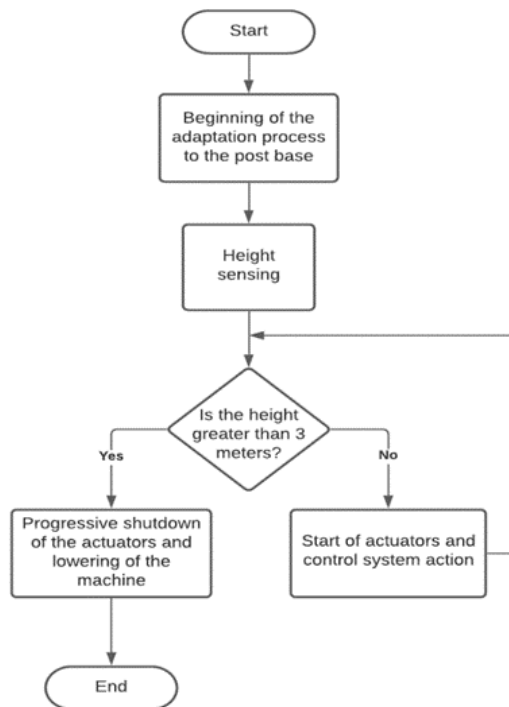 Start
Beginning of the
adaptation process
to the post base
Height
sensing
Is the height
greater than 3
meters?
Yes
No
Progressive shutdown
of the actuators and
lowering of the
machine
Start of actuators and
control system action
End